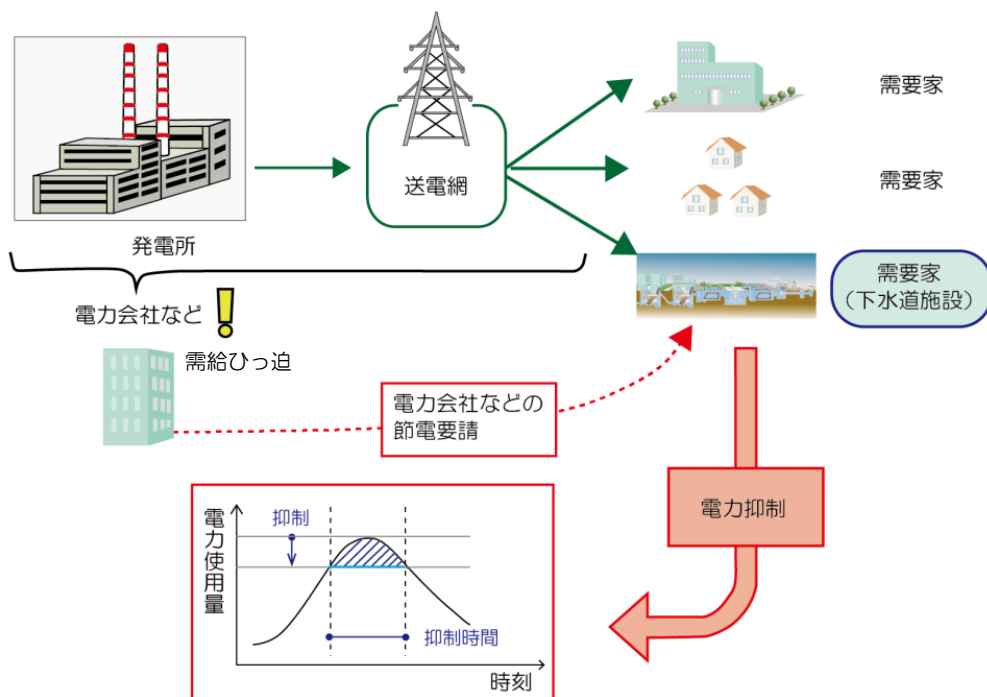 需要家
送電網
需要家
発電所
需要家
（下水道施設）
電力会社など
需給ひっ迫
電力会社などの
節電要請
電力抑制
電力使用量
抑制
抑制時間
時刻